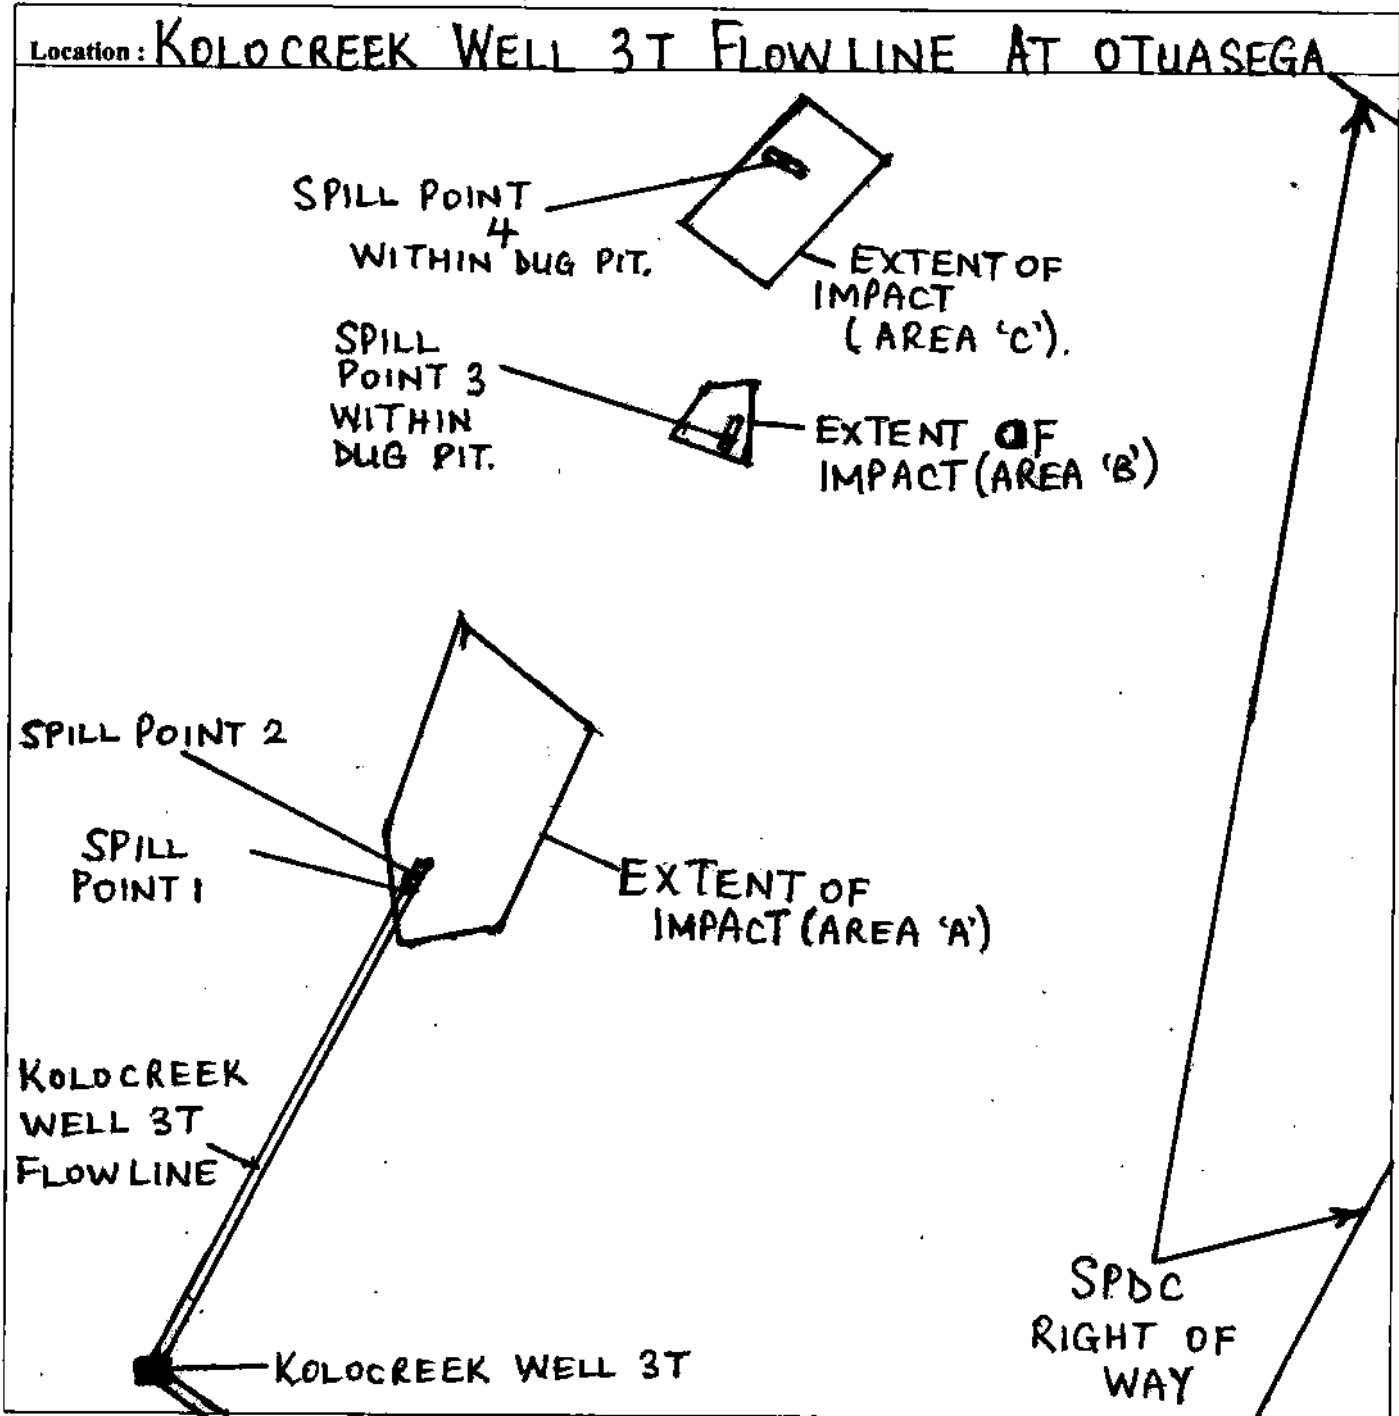 Location : KOLOCREEK WELL 3T FLOWLINE AT OTUASEGA
SPILL POINT
4
WITHIN DUG PIT.
EXTENT OF
IMPACT
(AREA 'C').
SPILL
POINT 3
WITHIN
DUG PIT.
EXTENT OF
IMPACT (AREA 'B')
SPILL POINT 2
SPILL
POINT 1
EXTENT OF
IMPACT (AREA 'A')
KOLOCREEK
WELL 3T
FLOWLINE
SPDC
RIGHT OF
WAY
KOLOCREEK WELL 3T